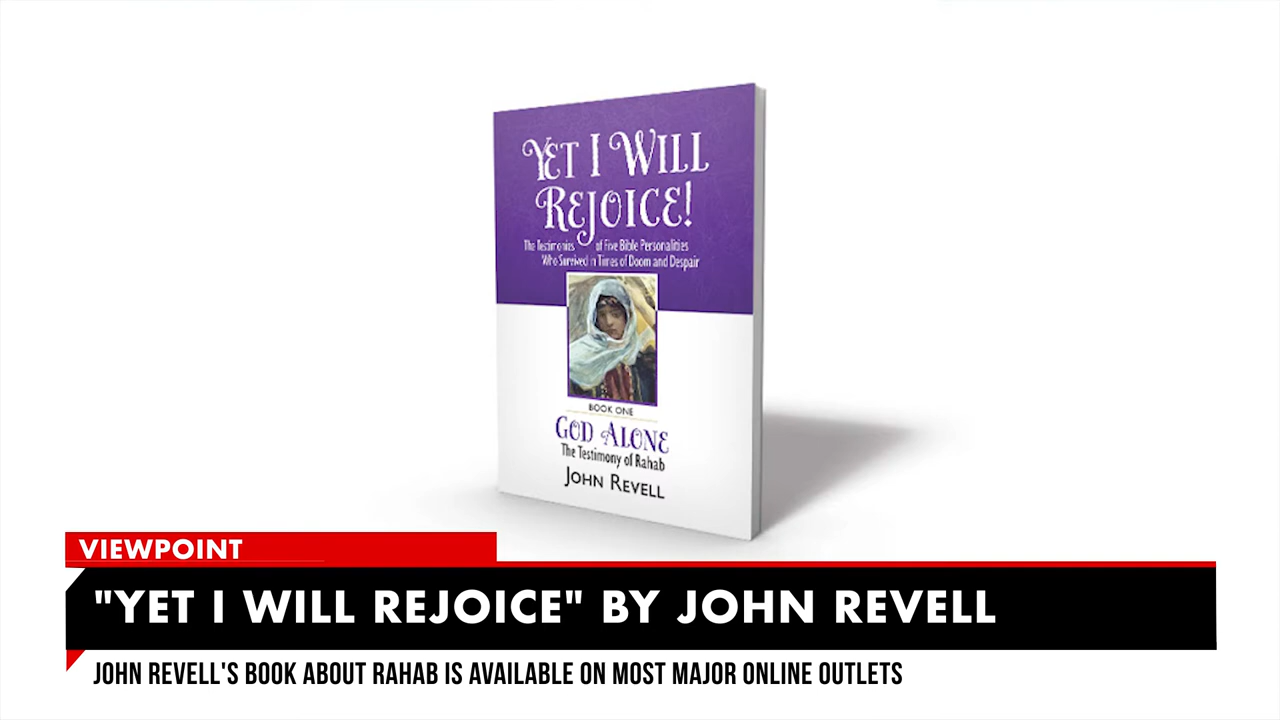 YET I WILL
REJOICE!
The Testimonies of Five Bible Personalities
Who Survived in Times of Doom and Despair
BOOK ONE
GOD ALONE
The Testimony of Rahab
JOHN REVELL
VIEWPOINT
"YET I WILL REJOICE" BY JOHN REVELL
JOHN REVELL'S BOOK ABOUT RAHAB IS AVAILABLE ON MOST MAJOR ONLINE OUTLETS